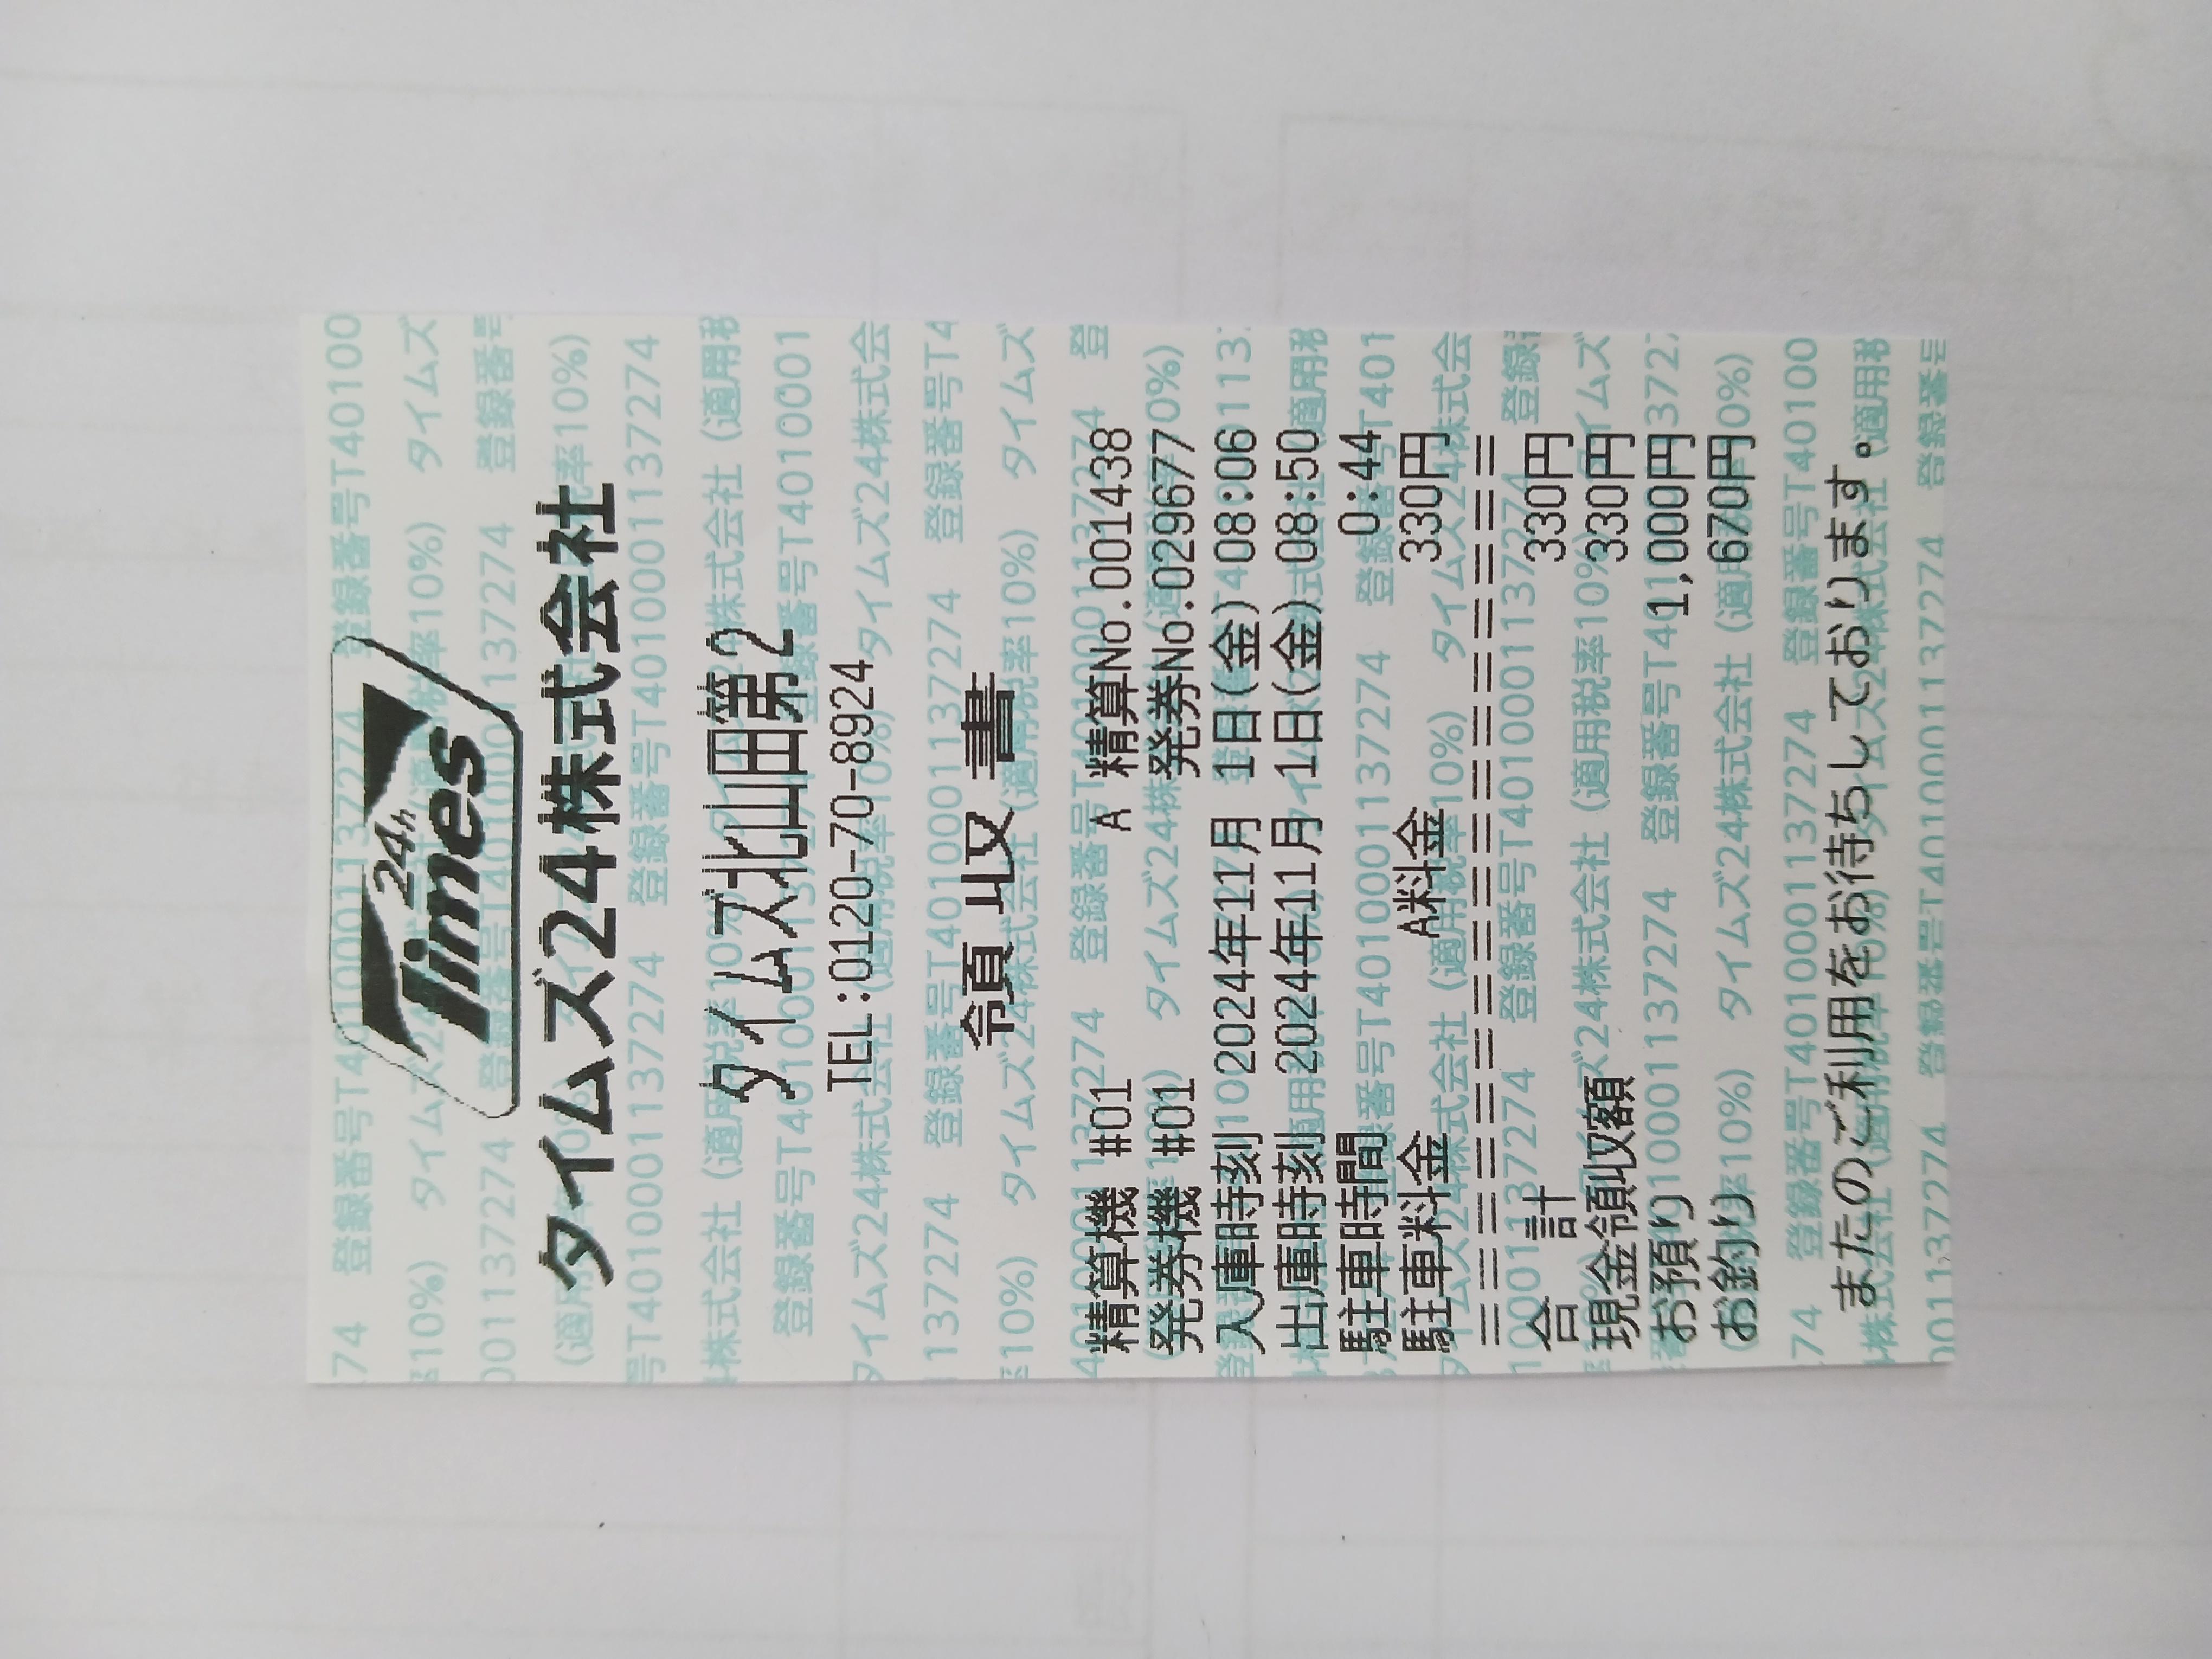 24h
Times
タイムズ24株式会社
タイムズ北山田第2
TEL:0120-70-8924
領 収 書
精算機 #01 A 精算No.001438
発券機 #01 発券No.029677
入庫時刻 2024年11月 1日(金) 08:06
出庫時刻 2024年11月 1日(金) 08:50
駐車時間 0:44
駐車料金 A料金 330円
====================
合 計 330円
現金領収額 330円
お預り 1,000円
お釣り 670円
またのご利用をお待ちしております。
タイムズ24株式会社 (適用税率10%)
登録番号T4010001137274